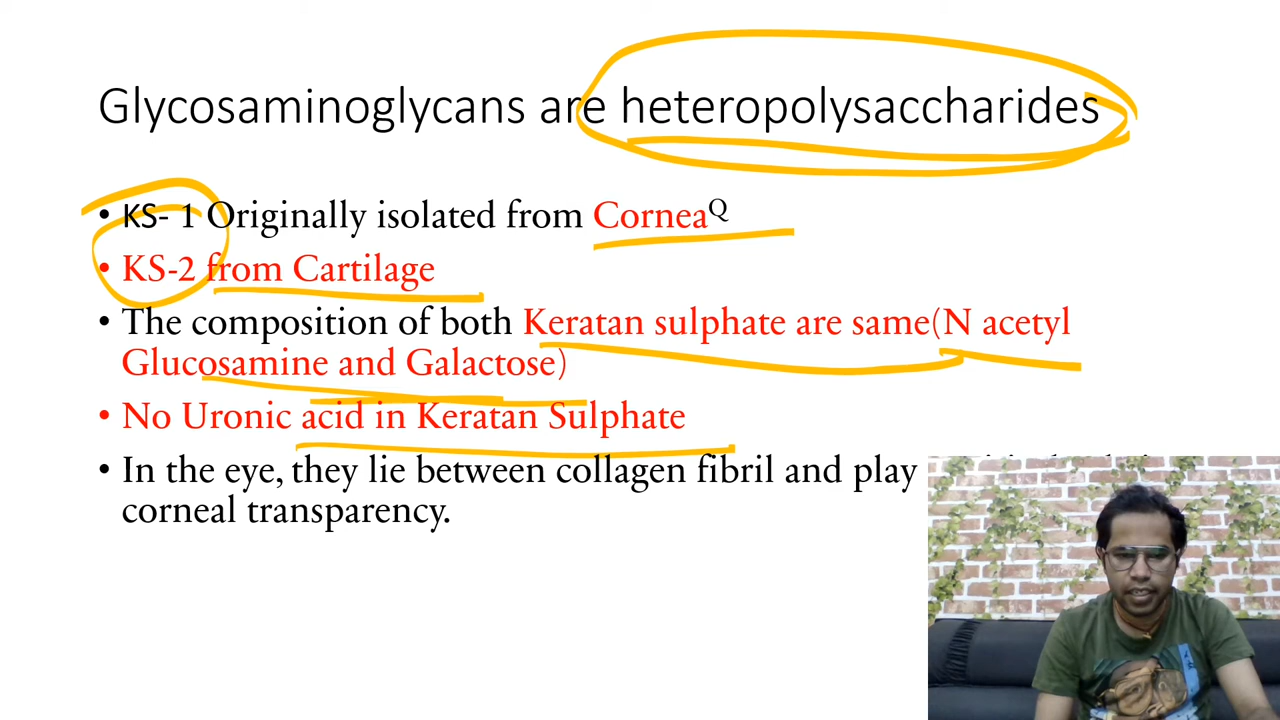 Glycosaminoglycans are heteropolysaccharides
• KS- 1 Originally isolated from CorneaQ
• KS-2 from Cartilage
• The composition of both Keratan sulphate are same(N acetyl
Glucosamine and Galactose)
• No Uronic acid in Keratan Sulphate
• In the eye, they lie between collagen fibril and play
corneal transparency.